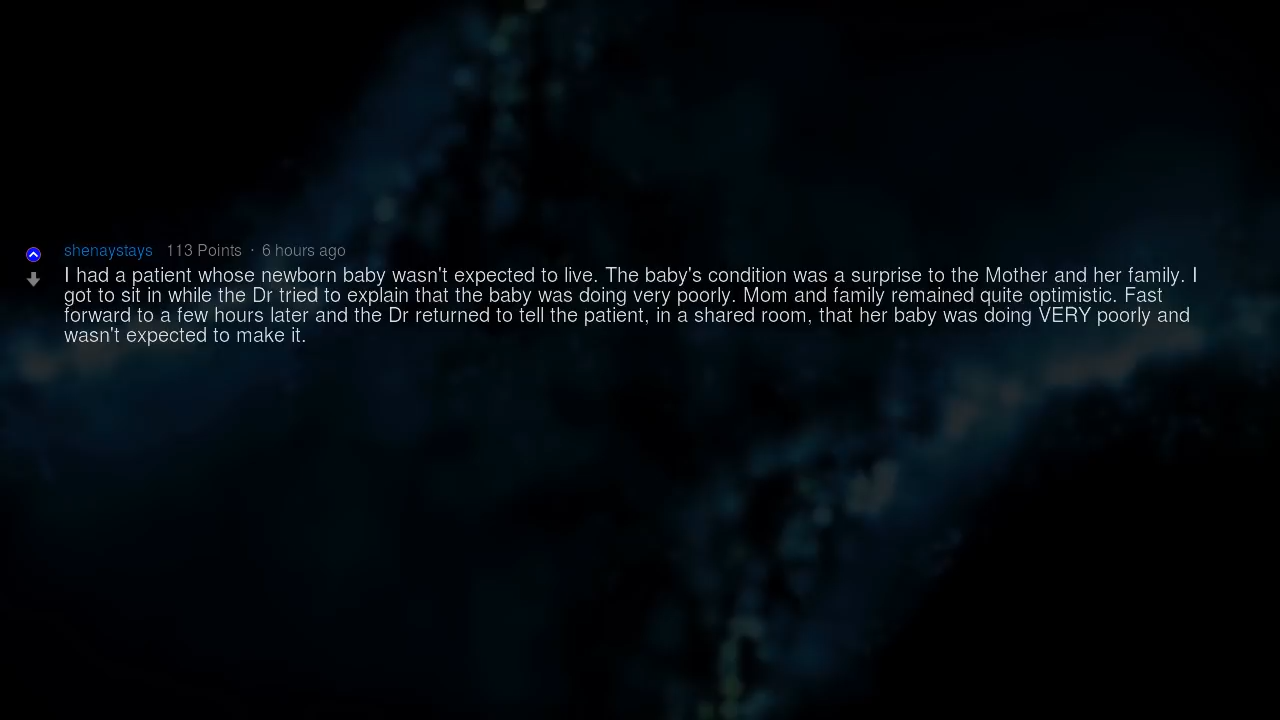 shenaystays 113 Points · 6 hours ago
I had a patient whose newborn baby wasn't expected to live. The baby's condition was a surprise to the Mother and her family. I
got to sit in while the Dr tried to explain that the baby was doing very poorly. Mom and family remained quite optimistic. Fast
forward to a few hours later and the Dr returned to tell the patient, in a shared room, that her baby was doing VERY poorly and
wasn't expected to make it.